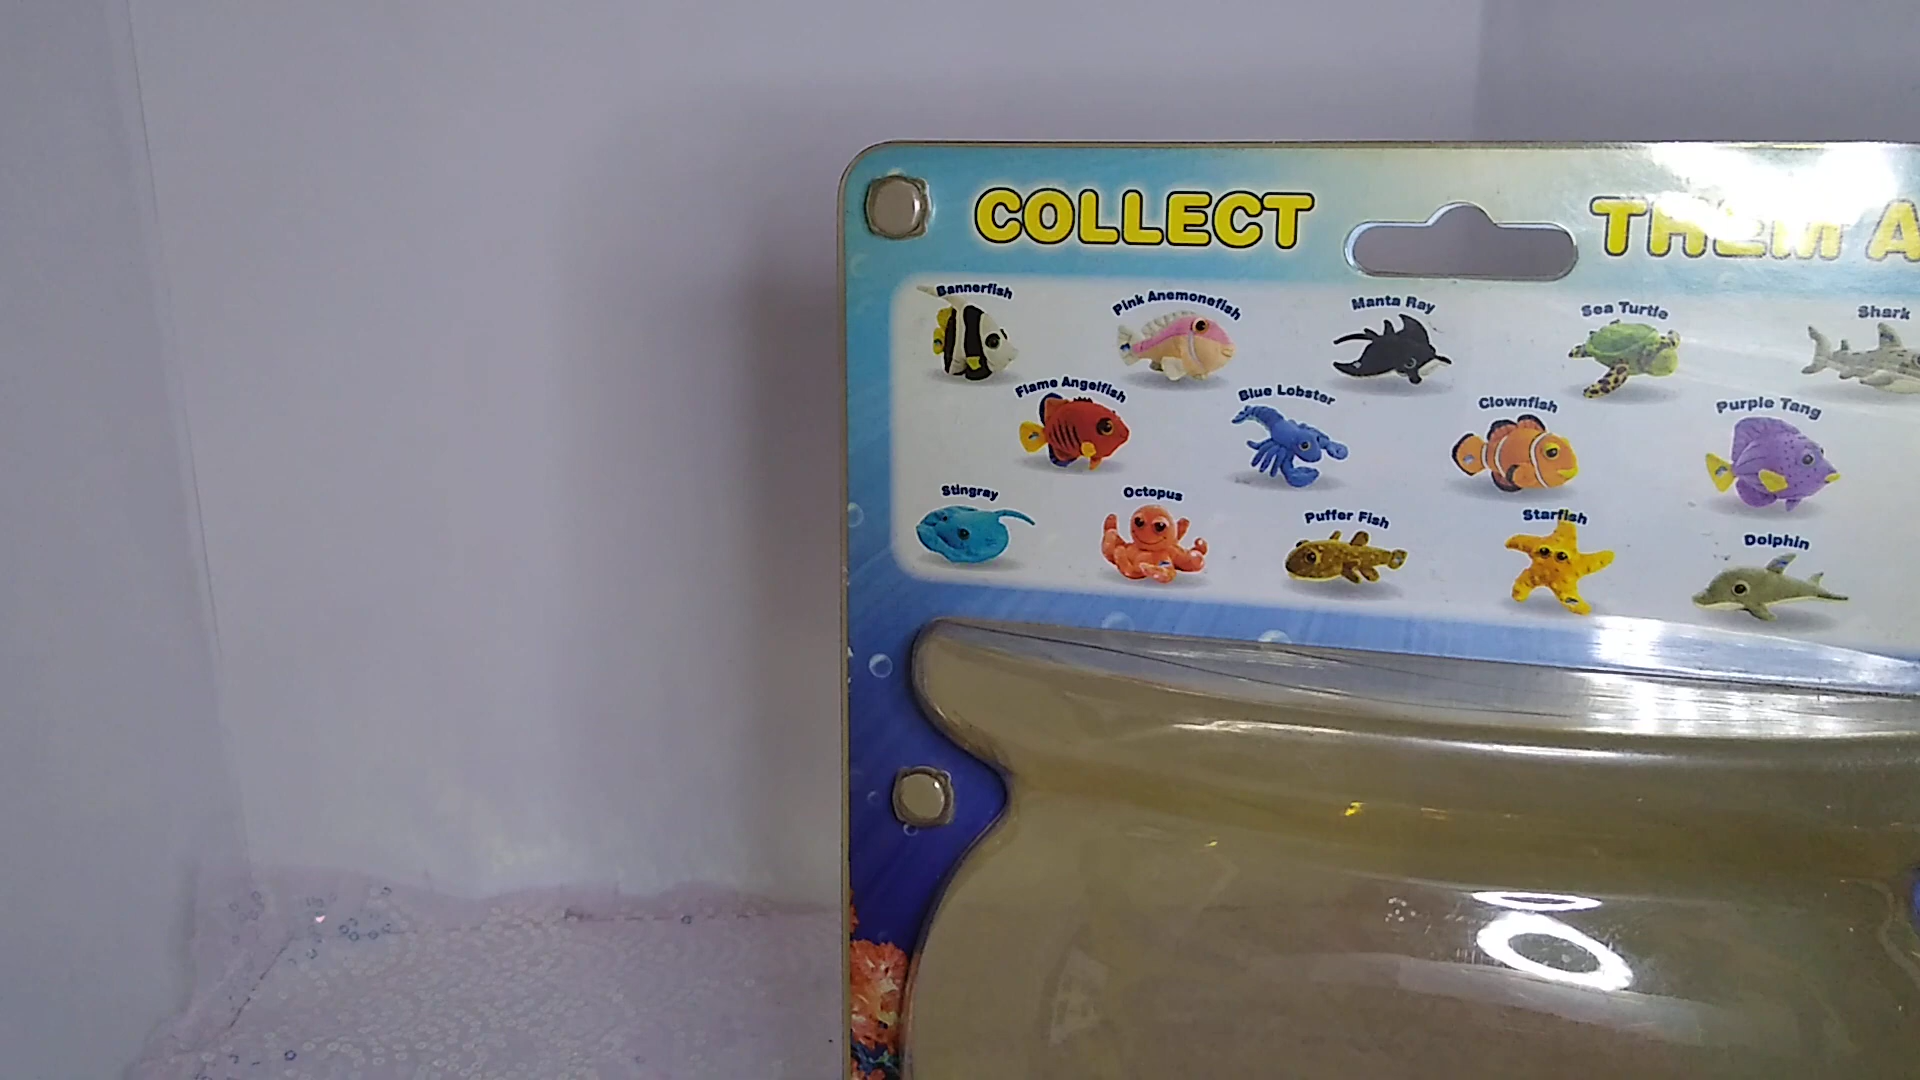 COLLECT THEM A
Bannerfish Pink Anemonefish Manta Ray Sea Turtle Shark
Flame Angelfish Blue Lobster Clownfish Purple Tang
Stingray Octopus Puffer Fish Starfish Dolphin